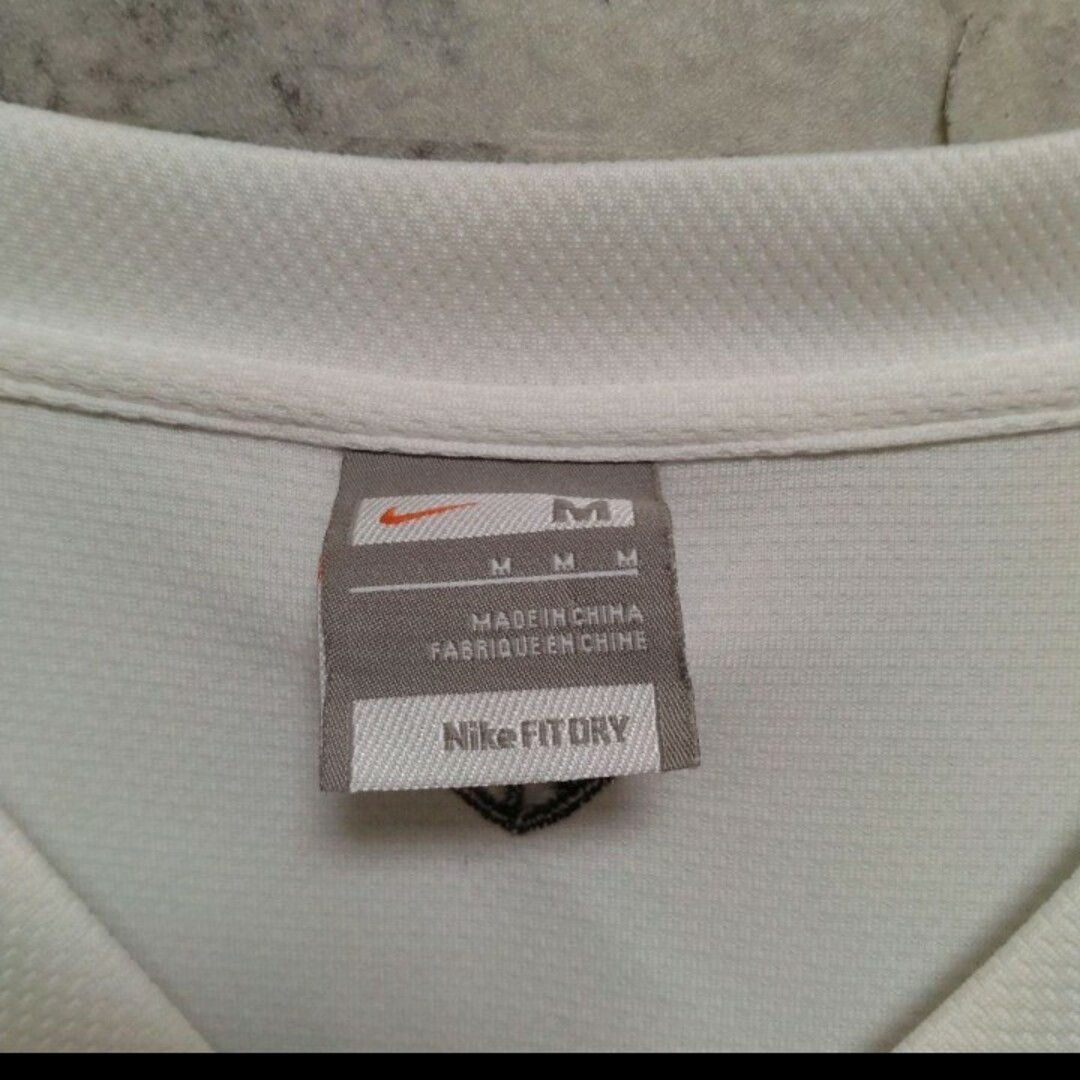 M
M M M
MADE IN CHINA
FABRIQUE EN CHINE
Nike FIT DRY